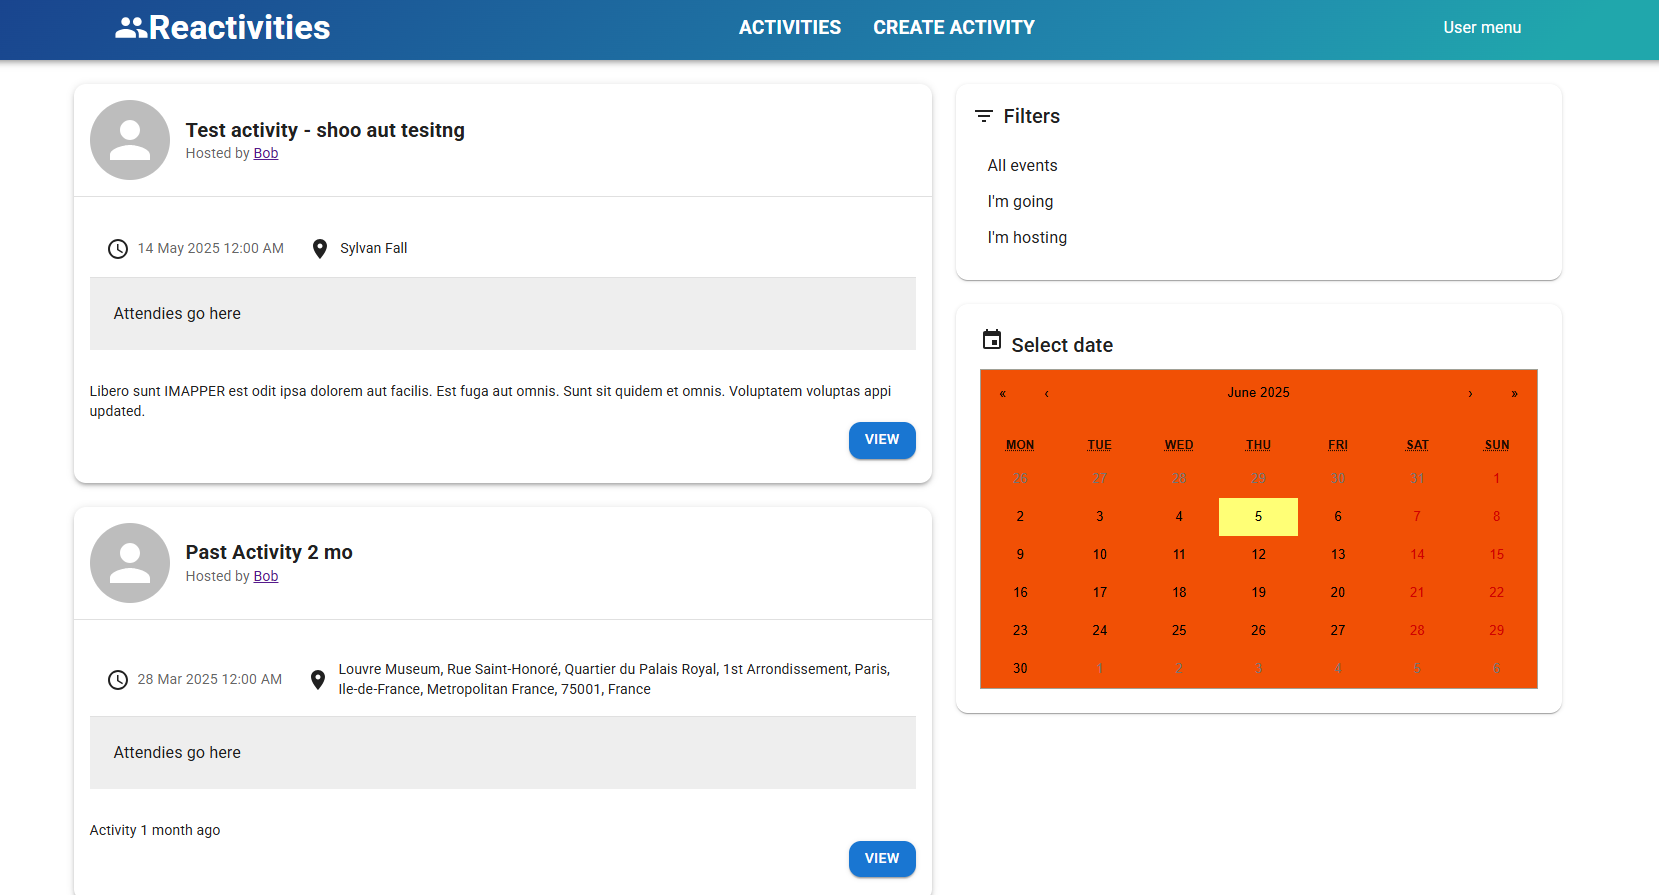 Reactivities
ACTIVITIES CREATE ACTIVITY
User menu
Test activity - shoo aut tesitng
Hosted by Bob
14 May 2025 12:00 AM Sylvan Fall
Attendies go here
Libero sunt IMAPPER est odit ipsa dolorem aut facilis. Est fuga aut omnis. Sunt sit quidem et omnis. Voluptatem voluptas appi
updated.
VIEW
Past Activity 2 mo
Hosted by Bob
28 Mar 2025 12:00 AM
Louvre Museum, Rue Saint-Honoré, Quartier du Palais Royal, 1st Arrondissement, Paris,
Ile-de-France, Metropolitan France, 75001, France
Attendies go here
Activity 1 month ago
VIEW
Filters
All events
I'm going
I'm hosting
Select date
« ‹ June 2025 › »
MON TUE WED THU FRI SAT SUN
26 27 28 29 30 31 1
2 3 4 5 6 7 8
9 10 11 12 13 14 15
16 17 18 19 20 21 22
23 24 25 26 27 28 29
30 1 2 3 4 5 6